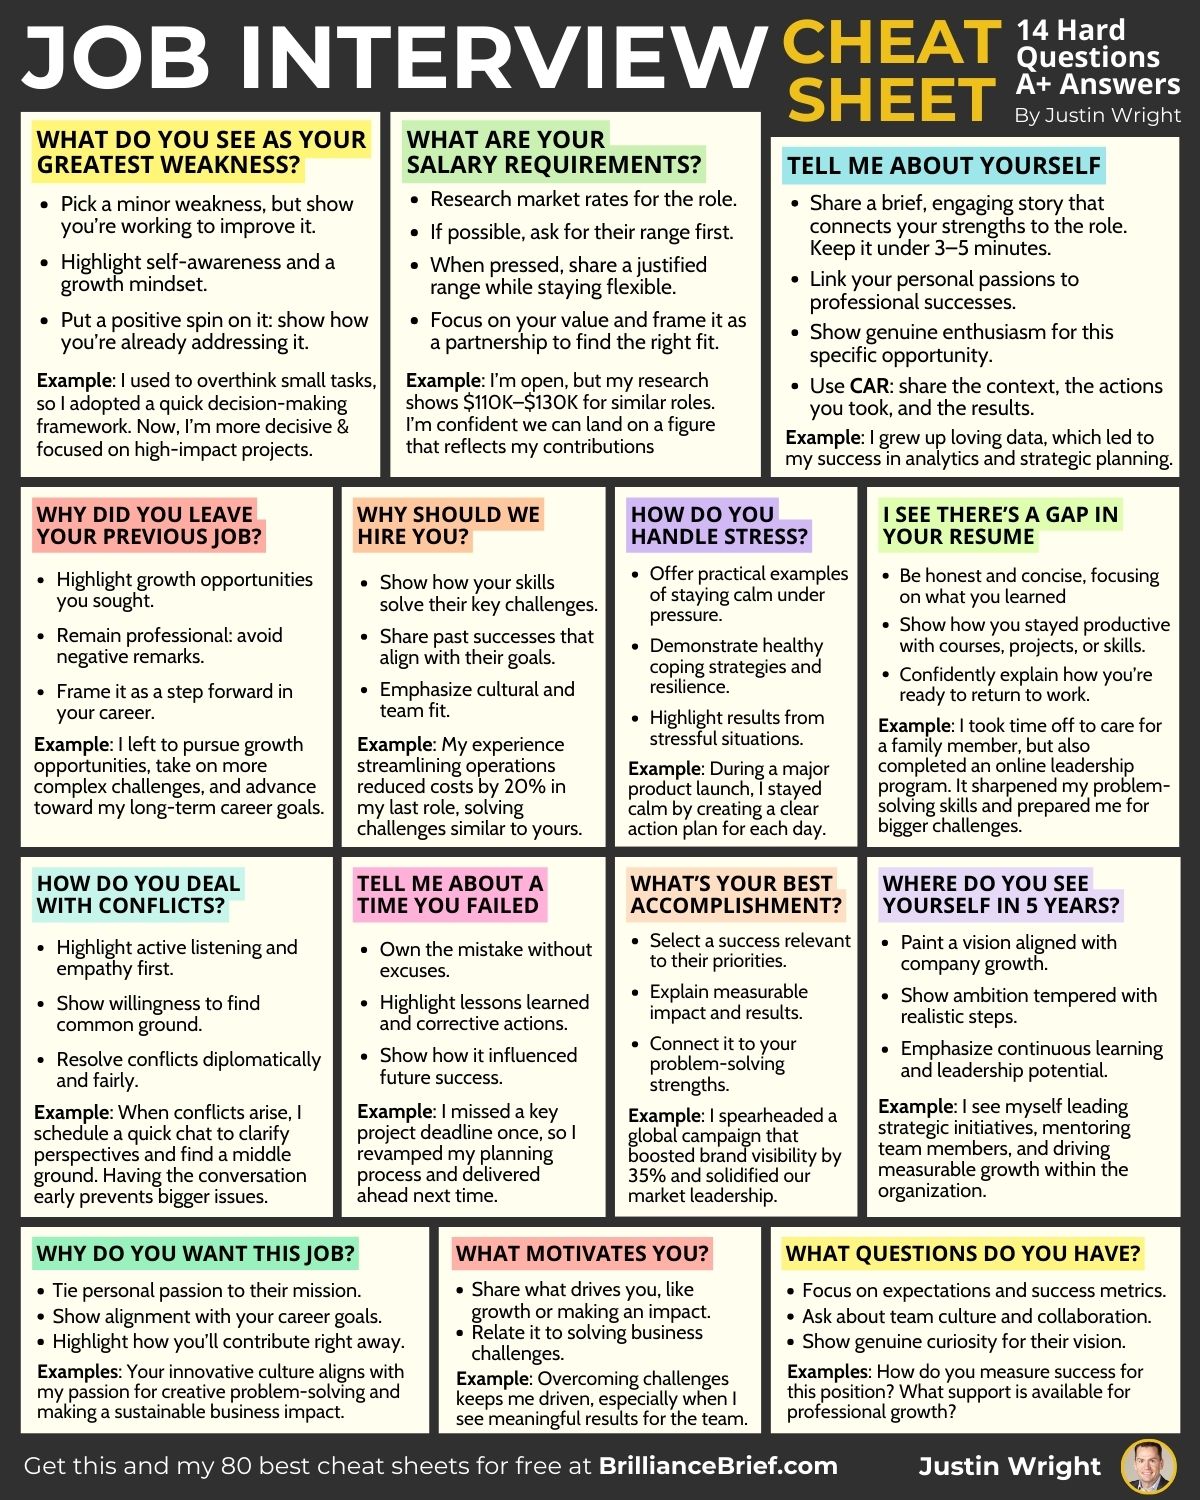 JOB INTERVIEW
CHEAT
SHEET
14 Hard
Questions
A+ Answers
By Justin Wright
WHAT DO YOU SEE AS YOUR
GREATEST WEAKNESS?
• Pick a minor weakness, but show
you're working to improve it.
• Highlight self-awareness and a
growth mindset.
• Put a positive spin on it: show how
you're already addressing it.
Example: I used to overthink small tasks,
so I adopted a quick decision-making
framework. Now, I'm more decisive &
focused on high-impact projects.
WHAT ARE YOUR
SALARY REQUIREMENTS?
• Research market rates for the role.
• If possible, ask for their range first.
• When pressed, share a justified
range while staying flexible.
• Focus on your value and frame it as
a partnership to find the right fit.
Example: I'm open, but my research
shows $110K–$130K for similar roles.
I'm confident we can land on a figure
that reflects my contributions
TELL ME ABOUT YOURSELF
• Share a brief, engaging story that
connects your strengths to the role.
Keep it under 3–5 minutes.
• Link your personal passions to
professional successes.
• Show genuine enthusiasm for this
specific opportunity.
• Use CAR: share the context, the actions
you took, and the results.
Example: I grew up loving data, which led to
my success in analytics and strategic planning.
WHY DID YOU LEAVE
YOUR PREVIOUS JOB?
• Highlight growth opportunities
you sought.
• Remain professional: avoid
negative remarks.
• Frame it as a step forward in
your career.
Example: I left to pursue growth
opportunities, take on more
complex challenges, and advance
toward my long-term career goals.
WHY SHOULD WE
HIRE YOU?
• Show how your skills
solve their key challenges.
• Share past successes that
align with their goals.
• Emphasize cultural and
team fit.
Example: My experience
streamlining operations
reduced costs by 20% in
my last role, solving
challenges similar to yours.
HOW DO YOU
HANDLE STRESS?
• Offer practical examples
of staying calm under
pressure.
• Demonstrate healthy
coping strategies and
resilience.
• Highlight results from
stressful situations.
Example: During a major
product launch, I stayed
calm by creating a clear
action plan for each day.
I SEE THERE'S A GAP IN
YOUR RESUME
• Be honest and concise, focusing
on what you learned
• Show how you stayed productive
with courses, projects, or skills.
• Confidently explain how you're
ready to return to work.
Example: I took time off to care for
a family member, but also
completed an online leadership
program. It sharpened my problem-
solving skills and prepared me for
bigger challenges.
HOW DO YOU DEAL
WITH CONFLICTS?
• Highlight active listening and
empathy first.
• Show willingness to find
common ground.
• Resolve conflicts diplomatically
and fairly.
Example: When conflicts arise, I
schedule a quick chat to clarify
perspectives and find a middle
ground. Having the conversation
early prevents bigger issues.
TELL ME ABOUT A
TIME YOU FAILED
• Own the mistake without
excuses.
• Highlight lessons learned
and corrective actions.
• Show how it influenced
future success.
Example: I missed a key
project deadline once, so I
revamped my planning
process and delivered
ahead next time.
WHAT'S YOUR BEST
ACCOMPLISHMENT?
• Select a success relevant
to their priorities.
• Explain measurable
impact and results.
• Connect it to your
problem-solving
strengths.
Example: I spearheaded a
global campaign that
boosted brand visibility by
35% and solidified our
market leadership.
WHERE DO YOU SEE
YOURSELF IN 5 YEARS?
• Paint a vision aligned with
company growth.
• Show ambition tempered with
realistic steps.
• Emphasize continuous learning
and leadership potential.
Example: I see myself leading
strategic initiatives, mentoring
team members, and driving
measurable growth within the
organization.
WHY DO YOU WANT THIS JOB?
• Tie personal passion to their mission.
• Show alignment with your career goals.
• Highlight how you'll contribute right away.
Examples: Your innovative culture aligns with
my passion for creative problem-solving and
making a sustainable business impact.
WHAT MOTIVATES YOU?
• Share what drives you, like
growth or making an impact.
• Relate it to solving business
challenges.
Example: Overcoming challenges
keeps me driven, especially when I
see meaningful results for the team.
WHAT QUESTIONS DO YOU HAVE?
• Focus on expectations and success metrics.
• Ask about team culture and collaboration.
• Show genuine curiosity for their vision.
Examples: How do you measure success for
this position? What support is available for
professional growth?
Get this and my 80 best cheat sheets for free at BrillianceBrief.com
Justin Wright